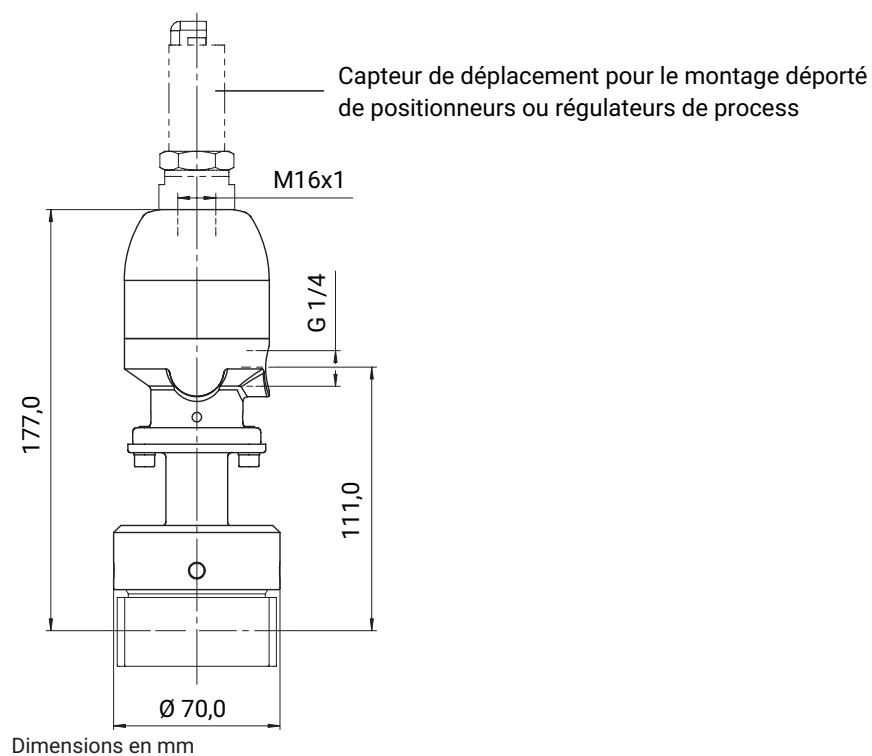 Capteur de déplacement pour le montage déporté
de positionneurs ou régulateurs de process
M16x1
G 1/4
177,0
111,0
Ø 70,0
Dimensions en mm